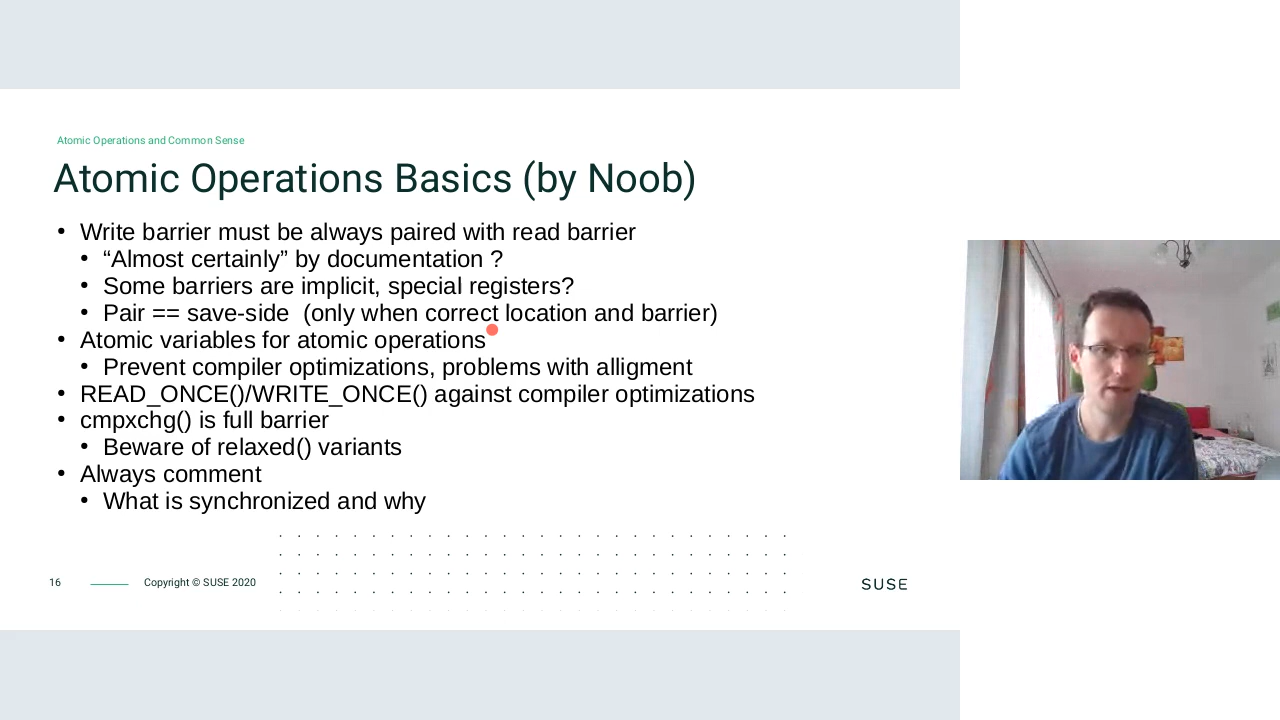 Atomic Operations and Common Sense
Atomic Operations Basics (by Noob)
• Write barrier must be always paired with read barrier
• “Almost certainly” by documentation ?
• Some barriers are implicit, special registers?
• Pair == save-side (only when correct location and barrier)
• Atomic variables for atomic operations
• Prevent compiler optimizations, problems with alligment
• READ_ONCE()/WRITE_ONCE() against compiler optimizations
• cmpxchg() is full barrier
• Beware of relaxed() variants
• Always comment
• What is synchronized and why
16 Copyright © SUSE 2020
SUSE